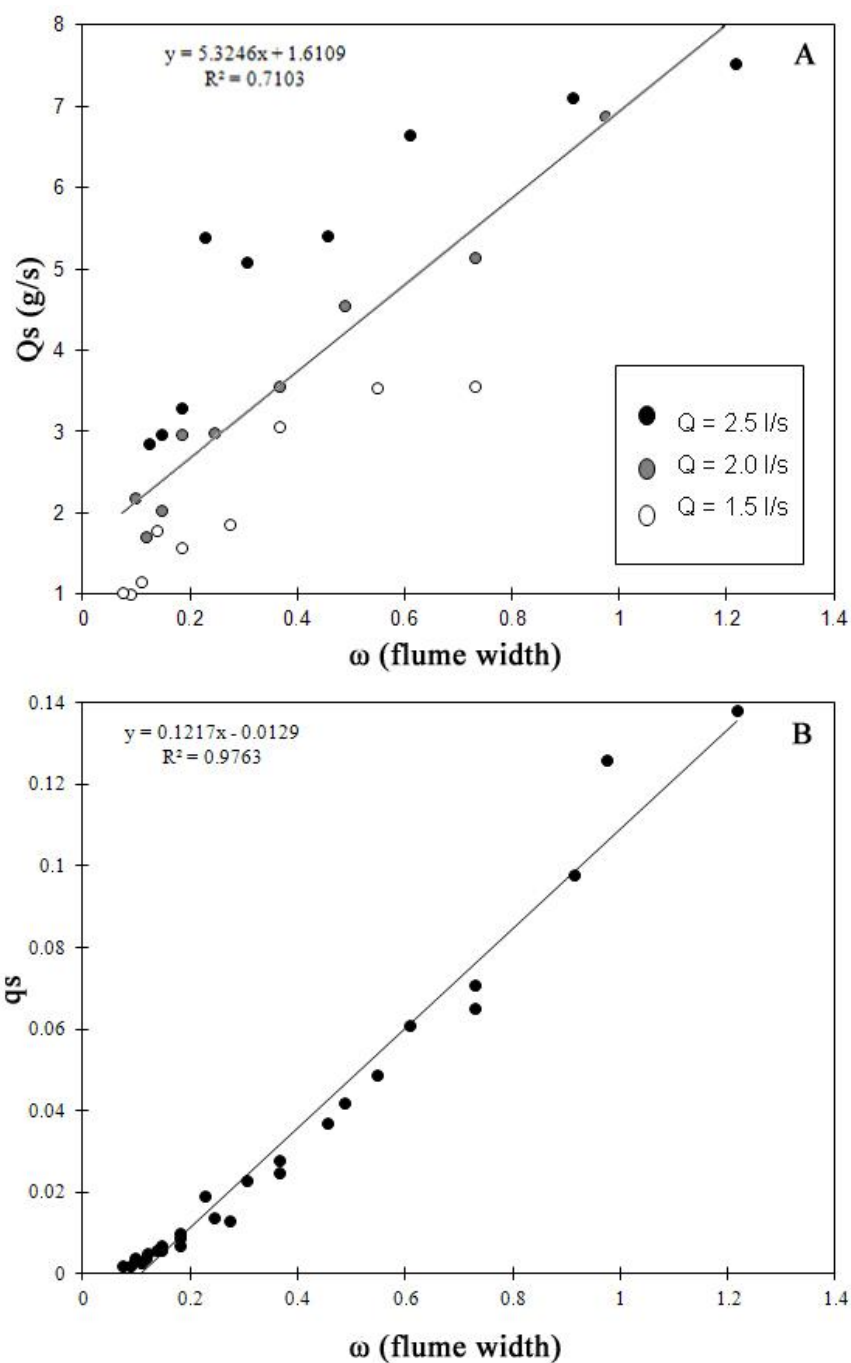 y = 5.3246x + 1.6109
R² = 0.7103
A
8
7
6
5
4
3
2
1
Qs (g/s)
Q = 2.5 l/s
Q = 2.0 l/s
Q = 1.5 l/s
0 0.2 0.4 0.6 0.8 1 1.2 1.4
ω (flume width)
y = 0.1217x - 0.0129
R² = 0.9763
B
0.14
0.12
0.1
0.08
0.06
0.04
0.02
0
qs
0 0.2 0.4 0.6 0.8 1 1.2 1.4
ω (flume width)